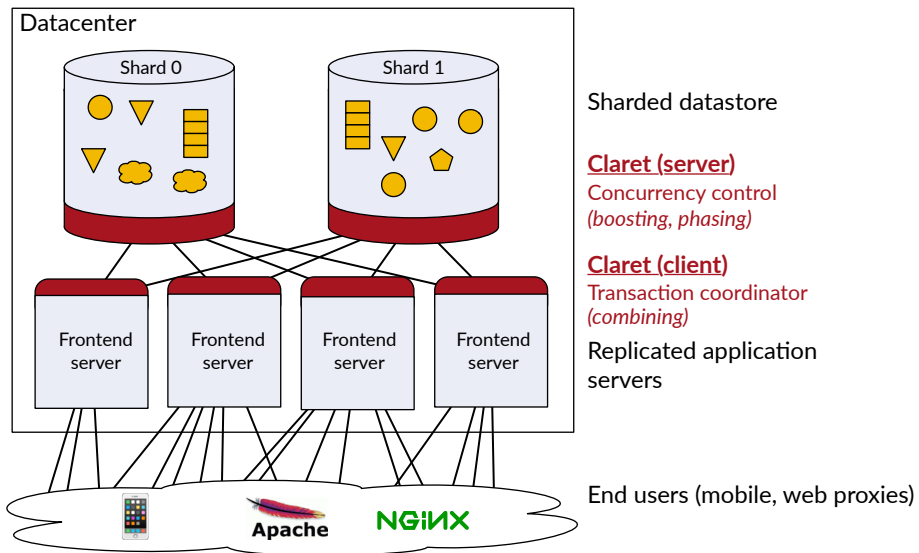 Datacenter
Shard 0
Shard 1
Sharded datastore
Claret (server)
Concurrency control
(boosting, phasing)
Claret (client)
Transaction coordinator
(combining)
Frontend
server
Frontend
server
Frontend
server
Frontend
server
Replicated application
servers
End users (mobile, web proxies)
Apache
NGINX